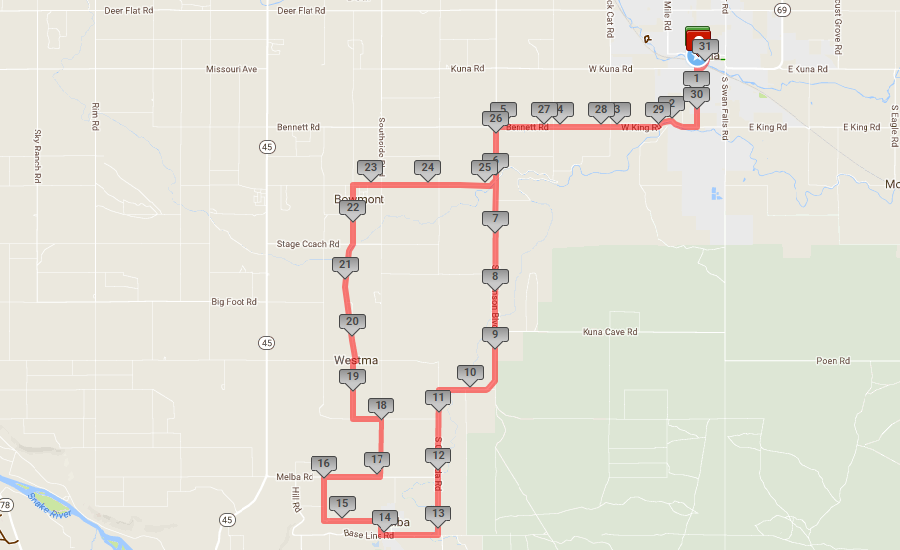 Deer Flat Rd
Deer Flat Rd
Mile Rd
69
Cat Rd
Rd
Grove Rd
31
Missouri Ave
Kuna Rd
W Kuna Rd
E Kuna Rd
1
30
Rim Rd
S Swan Falls Rd
S Eagle Rd
5
27
4
28
3
29
2
26
Bennett Rd
Bennett Rd
W King Rd
E King Rd
E King Rd
Sky Ranch Rd
45
6
23
24
25
22
7
Stage Coach Rd
21
8
Big Foot Rd
20
9
Kuna Cave Rd
45
Westma
Poen Rd
19
10
18
11
12
17
16
Melba Rd
Hill Rd
15
14
13
Base Line Rd
78
Snake River
45